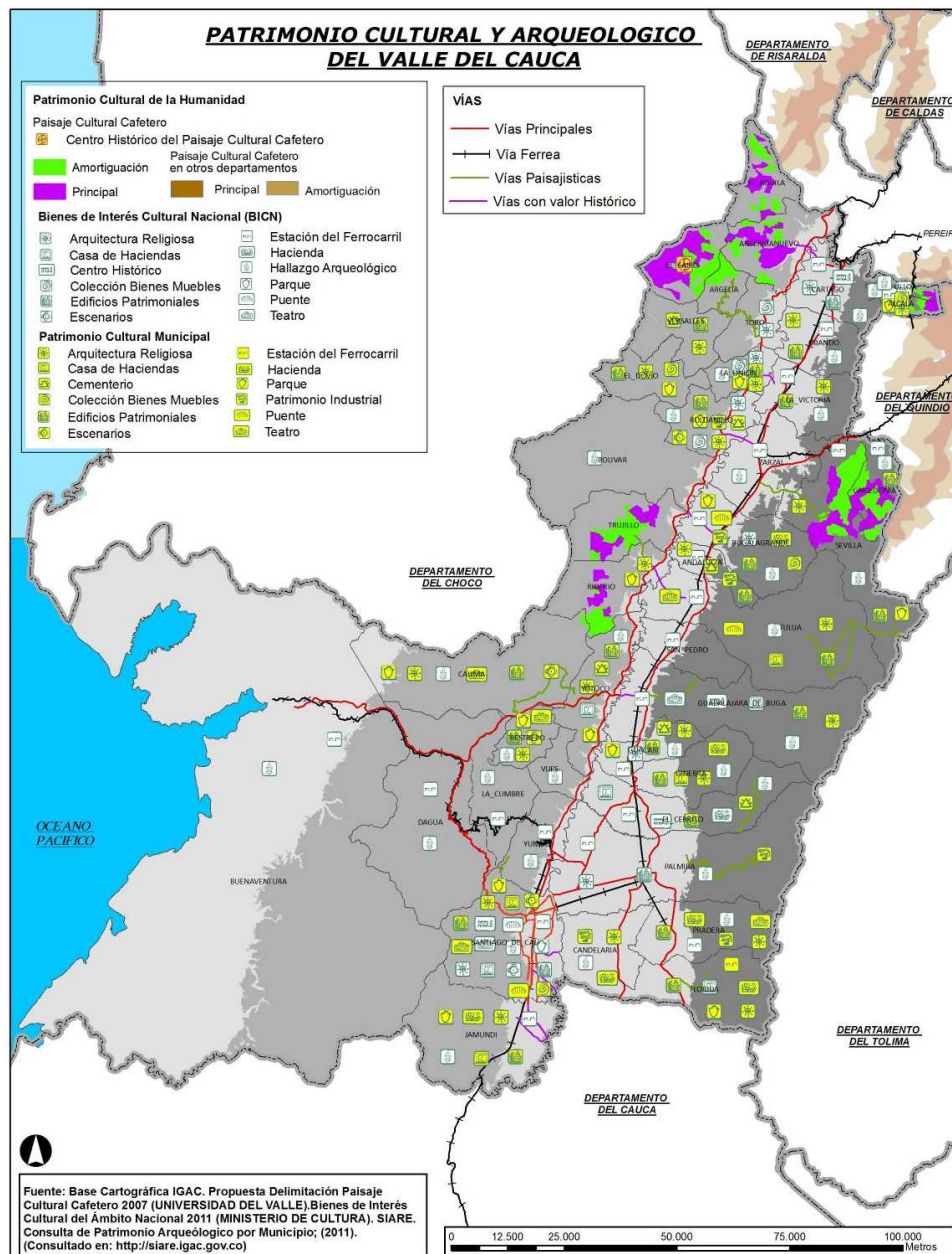 PATRIMONIO CULTURAL Y ARQUEOLOGICO
DEL VALLE DEL CAUCA
Patrimonio Cultural de la Humanidad
Paisaje Cultural Cafetero
Centro Histórico del Paisaje Cultural Cafetero
Amortiguación
Paisaje Cultural Cafetero
en otros departamentos
Principal
Principal
Amortiguación
Bienes de Interés Cultural Nacional (BICN)
Arquitectura Religiosa
Casa de Haciendas
Centro Histórico
Colección Bienes Muebles
Edificios Patrimoniales
Escenarios
Estación del Ferrocarril
Hacienda
Hallazgo Arqueológico
Parque
Puente
Teatro
Patrimonio Cultural Municipal
Arquitectura Religiosa
Casa de Haciendas
Cementerio
Colección Bienes Muebles
Edificios Patrimoniales
Escenarios
Estación del Ferrocarril
Hacienda
Parque
Patrimonio Industrial
Puente
Teatro
VÍAS
Vías Principales
Vía Ferrea
Vías Paisajisticas
Vías con valor Histórico
DEPARTAMENTO
DE RISARALDA
DEPARTAMENTO
DE CALDAS
PEREIR
DEPARTAMENTO
DEL QUINDIO
DEPARTAMENTO
DEL CHOCO
DEPARTAMENTO
DEL TOLIMA
DEPARTAMENTO
DEL CAUCA
OCEANO
PACIFICO
EL AGUILA
ANSERMANUEVO
EL CAIRO
ARGELIA
CARTAGO
ALCALA
VERSALLES
TORO
OBANDO
EL DOVIO
LA UNION
LA VICTORIA
ROLDANILLO
BOLIVAR
ZARZAL
CAICEDONIA
SEVILLA
TRUJILLO
BUGALAGRANDE
ANDALUCIA
RIOFRIO
TULUA
SAN PEDRO
CALIMA
YOTOCO
GUADALAJARA DE BUGA
RESTREPO
GUACARI
VIJES
GINEBRA
LA CUMBRE
DAGUA
EL CERRITO
YUMBO
PALMIRA
BUENAVENTURA
PRADERA
SANTIAGO DE CALI
CANDELARIA
FLORIDA
JAMUNDI
Fuente: Base Cartográfica IGAC. Propuesta Delimitación Paisaje
Cultural Cafetero 2007 (UNIVERSIDAD DEL VALLE).Bienes de Interés
Cultural del Ámbito Nacional 2011 (MINISTERIO DE CULTURA). SIARE.
Consulta de Patrimonio Arqueólogico por Municipio; (2011).
(Consultado en: http://siare.igac.gov.co)
0 12.500 25.000 50.000 75.000 100.000
Metros